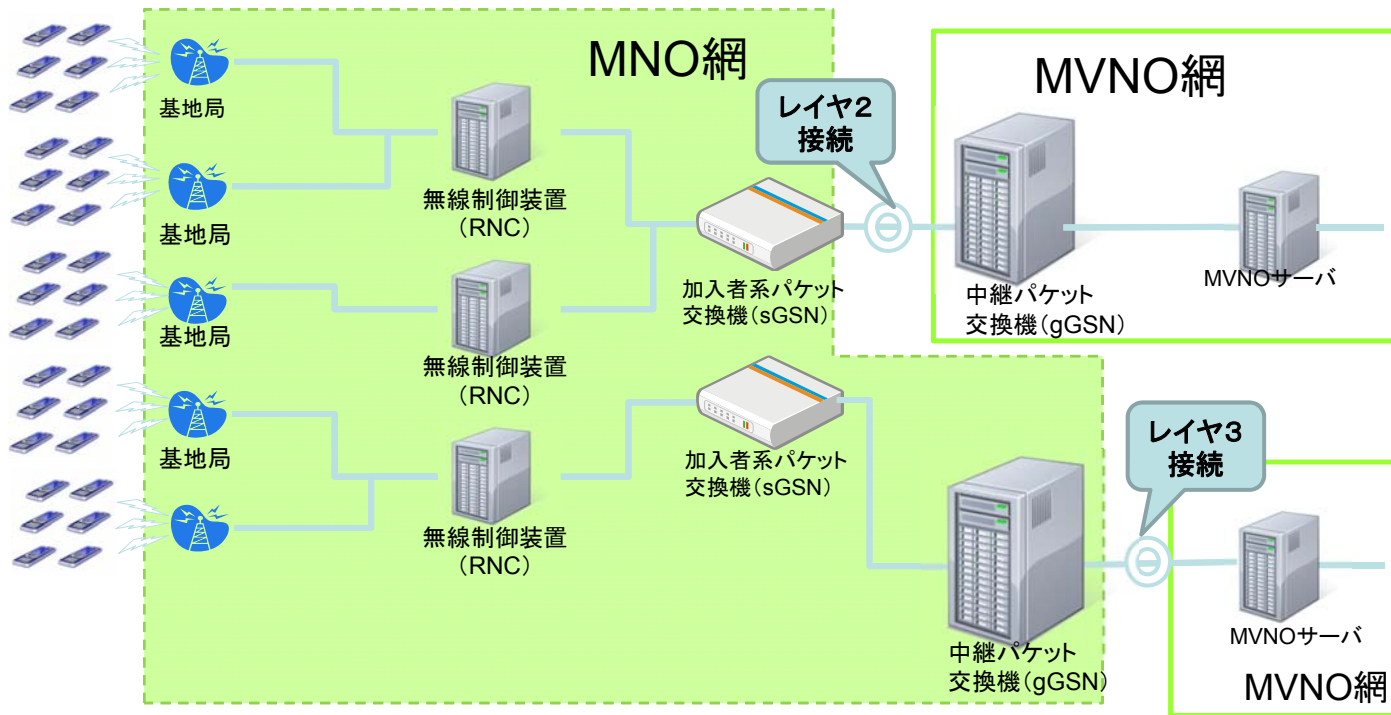 MNO網
MVNO網
レイヤ2
接続
基地局
無線制御装置
（RNC）
基地局
加入者系パケット
交換機（sGSN）
中継パケット
交換機（gGSN）
MVNOサーバ
基地局
無線制御装置
（RNC）
基地局
加入者系パケット
交換機（sGSN）
レイヤ3
接続
無線制御装置
（RNC）
中継パケット
交換機（gGSN）
MVNOサーバ
MVNO網